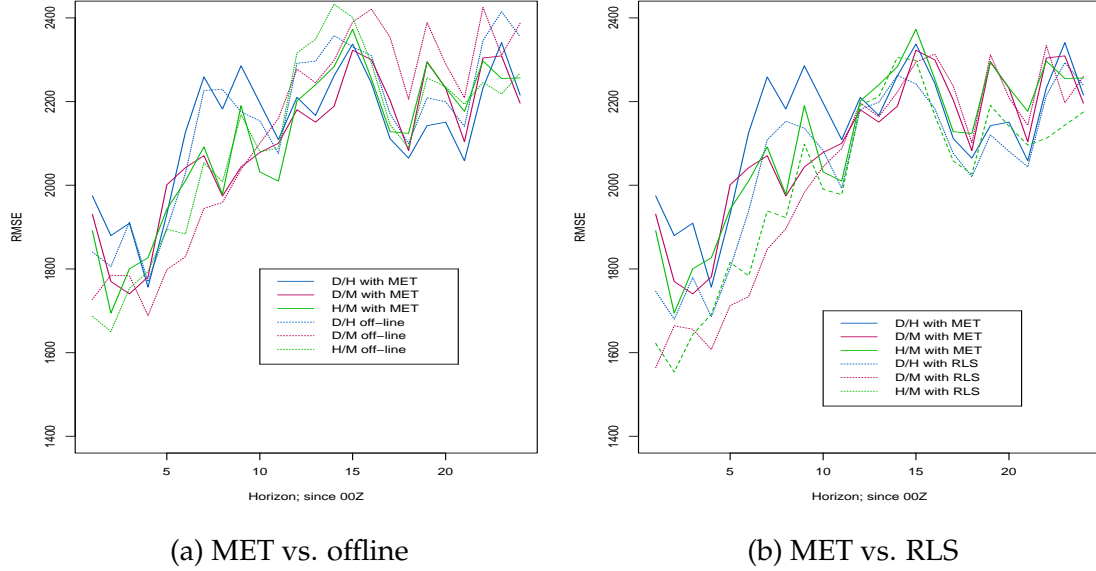 RMSE
2400
2200
2000
1800
1600
1400
D/H with MET
D/M with MET
H/M with MET
D/H off-line
D/M off-line
H/M off-line
5
10
15
20
Horizon; since 00Z
(a) MET vs. offline
RMSE
2400
2200
2000
1800
1600
1400
D/H with MET
D/M with MET
H/M with MET
D/H with RLS
D/M with RLS
H/M with RLS
5
10
15
20
Horizon; since 00Z
(b) MET vs. RLS